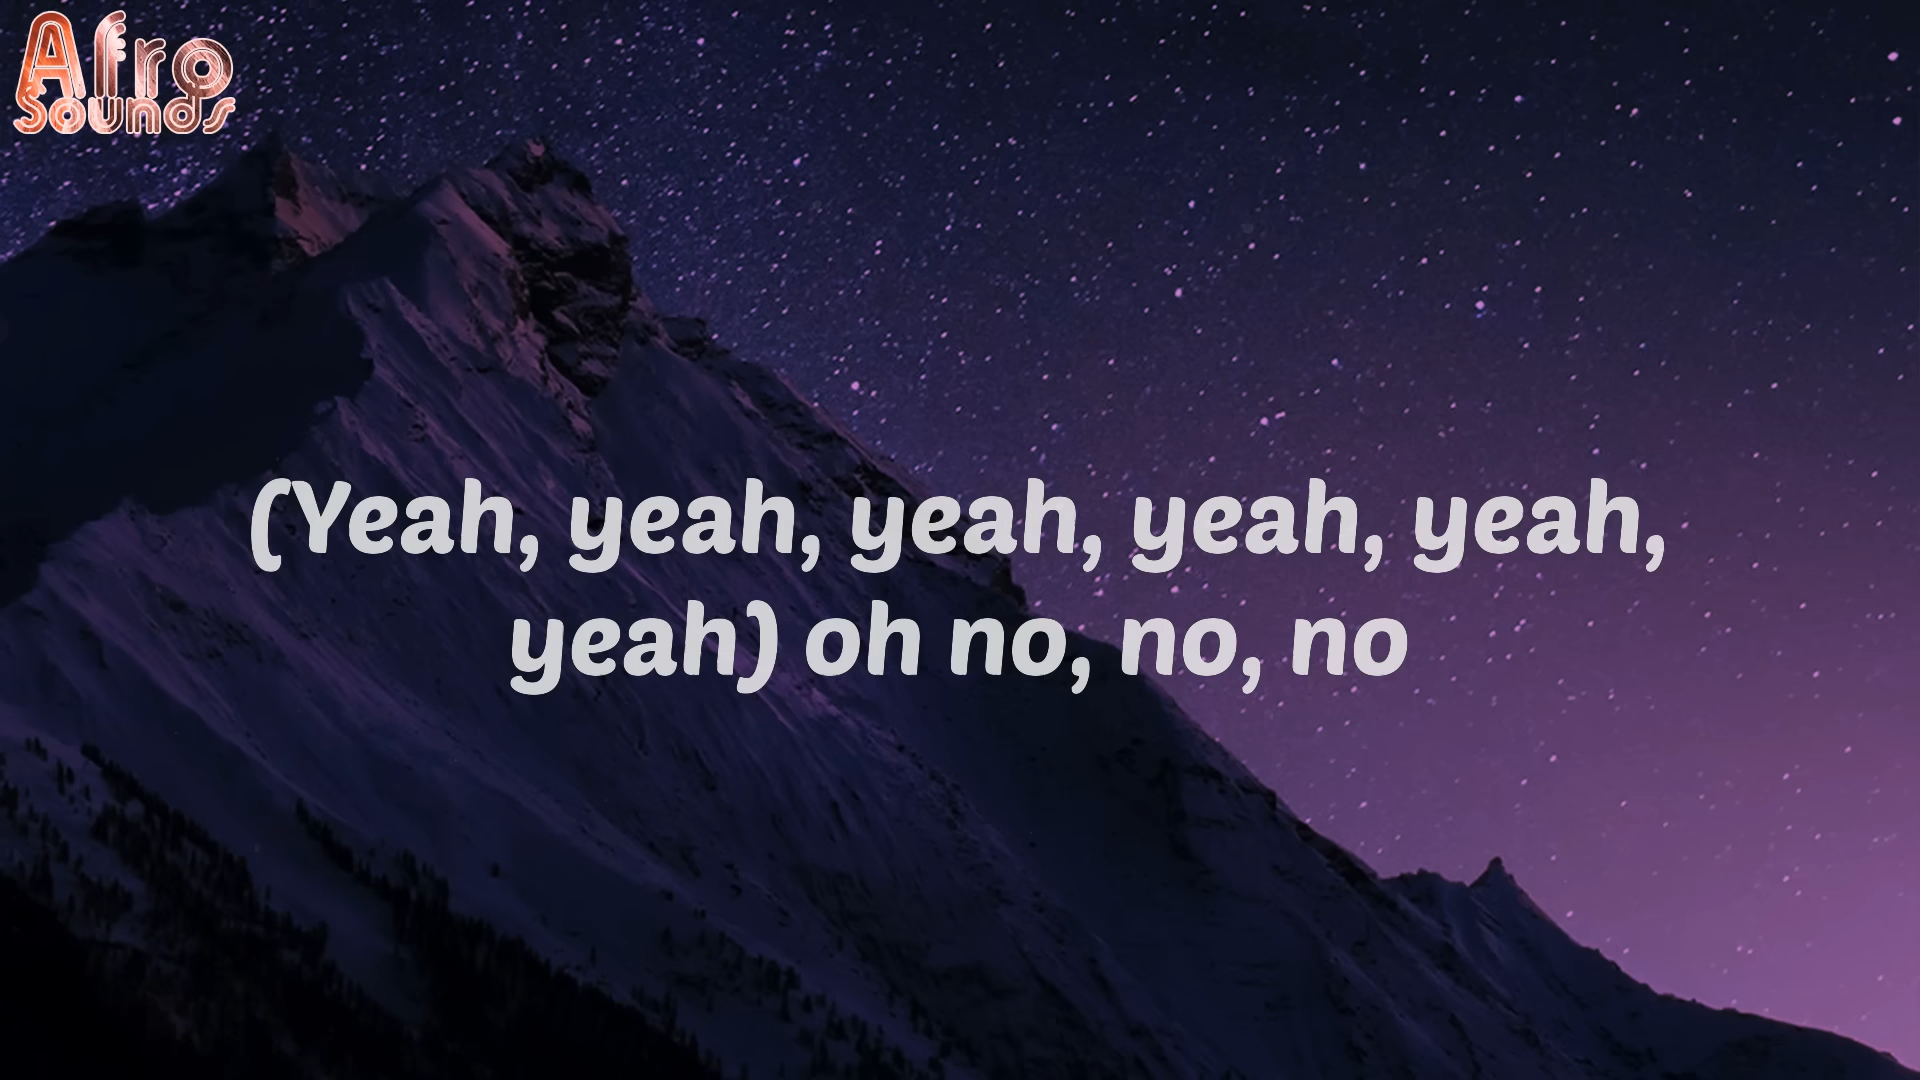 Afro
Sounds
(Yeah, yeah, yeah, yeah, yeah,
yeah) oh no, no, no